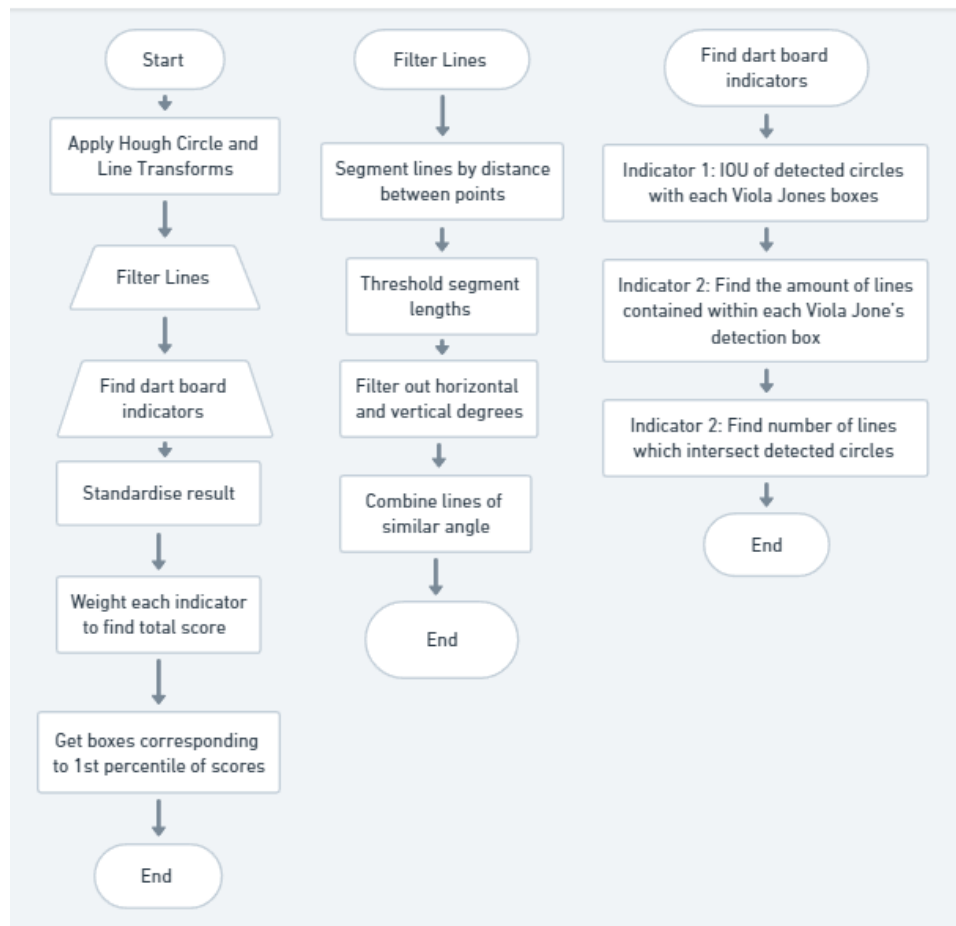 Start
Apply Hough Circle and
Line Transforms
Filter Lines
Find dart board
indicators
Standardise result
Weight each indicator
to find total score
Get boxes corresponding
to 1st percentile of scores
End
Filter Lines
Segment lines by distance
between points
Threshold segment
lengths
Filter out horizontal
and vertical degrees
Combine lines of
similar angle
End
Find dart board
indicators
Indicator 1: IOU of detected circles
with each Viola Jones boxes
Indicator 2: Find the amount of lines
contained within each Viola Jone's
detection box
Indicator 2: Find number of lines
which intersect detected circles
End